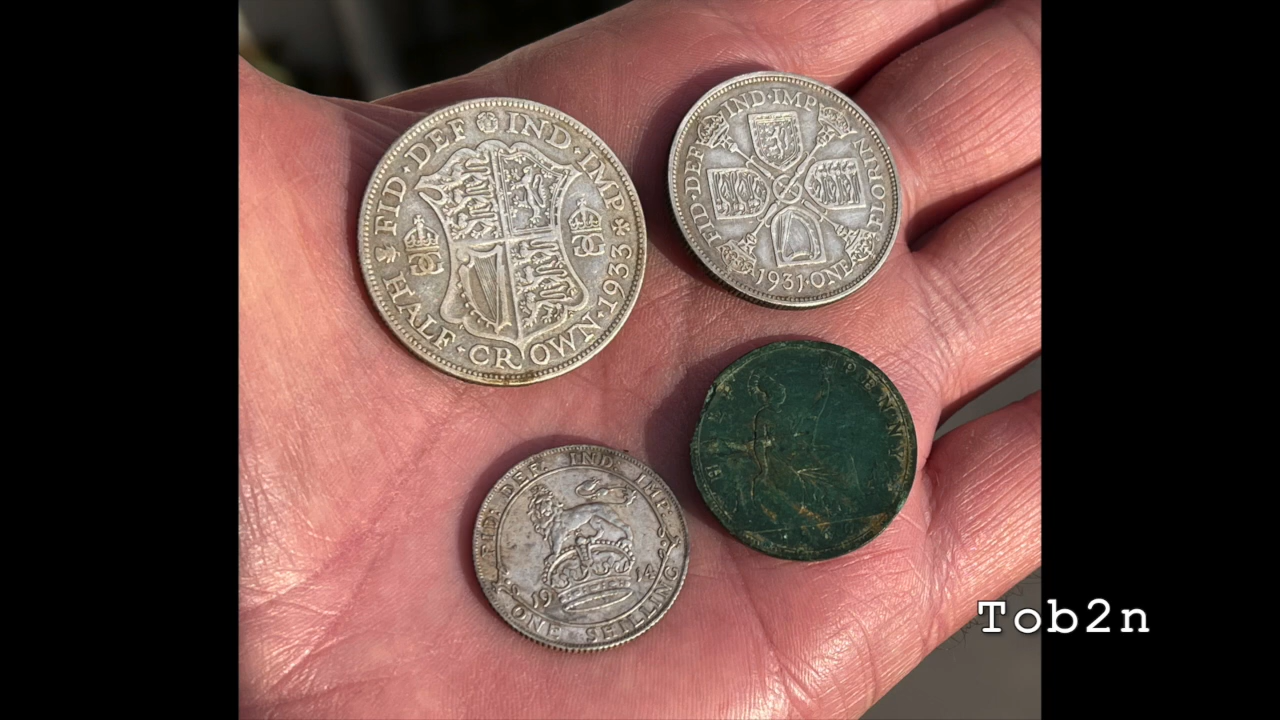 FID · DEF IND · IMP
HALF · CROWN · 1933
FID · DEF IND · IMP
1931 · ONE FLORIN
PENNY
FID: DEF: IND: IMP:
19 14
ONE SHILLING
Tob2n